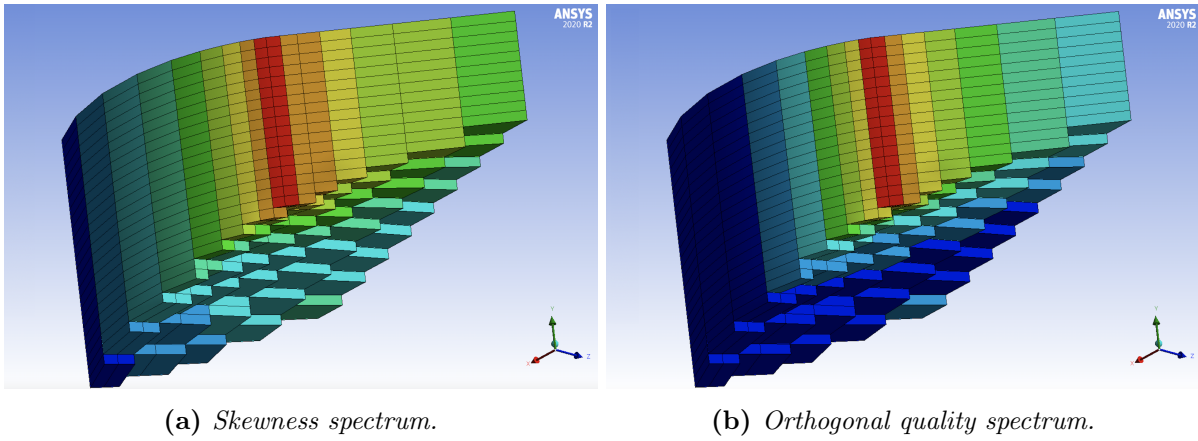 ANSYS
2020 R2
Y
X
Z
ANSYS
2020 R2
Y
X
Z
(a) Skewness spectrum.
(b) Orthogonal quality spectrum.